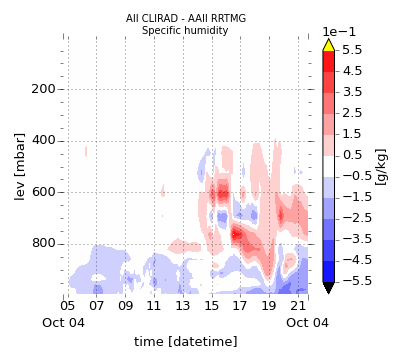 All CLIRAD - AAll RRTMG
Specific humidity
1e−1
5.5
4.5
3.5
2.5
1.5
0.5
−0.5
−1.5
−2.5
−3.5
−4.5
−5.5
[g/kg]
lev [mbar]
200
400
600
800
05 07 09 11 13 15 17 19 21
Oct 04 Oct 04
time [datetime]